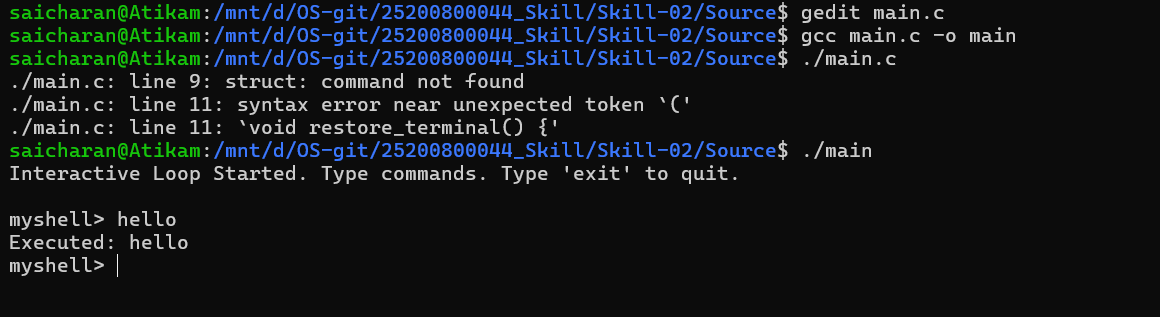 saicharan@Atikam:/mnt/d/OS-git/25200800044_Skill/Skill-02/Source$ gedit main.c
saicharan@Atikam:/mnt/d/OS-git/25200800044_Skill/Skill-02/Source$ gcc main.c -o main
saicharan@Atikam:/mnt/d/OS-git/25200800044_Skill/Skill-02/Source$ ./main.c
./main.c: line 9: struct: command not found
./main.c: line 11: syntax error near unexpected token `('
./main.c: line 11: `void restore_terminal() {'
saicharan@Atikam:/mnt/d/OS-git/25200800044_Skill/Skill-02/Source$ ./main
Interactive Loop Started. Type commands. Type 'exit' to quit.

myshell> hello
Executed: hello
myshell>